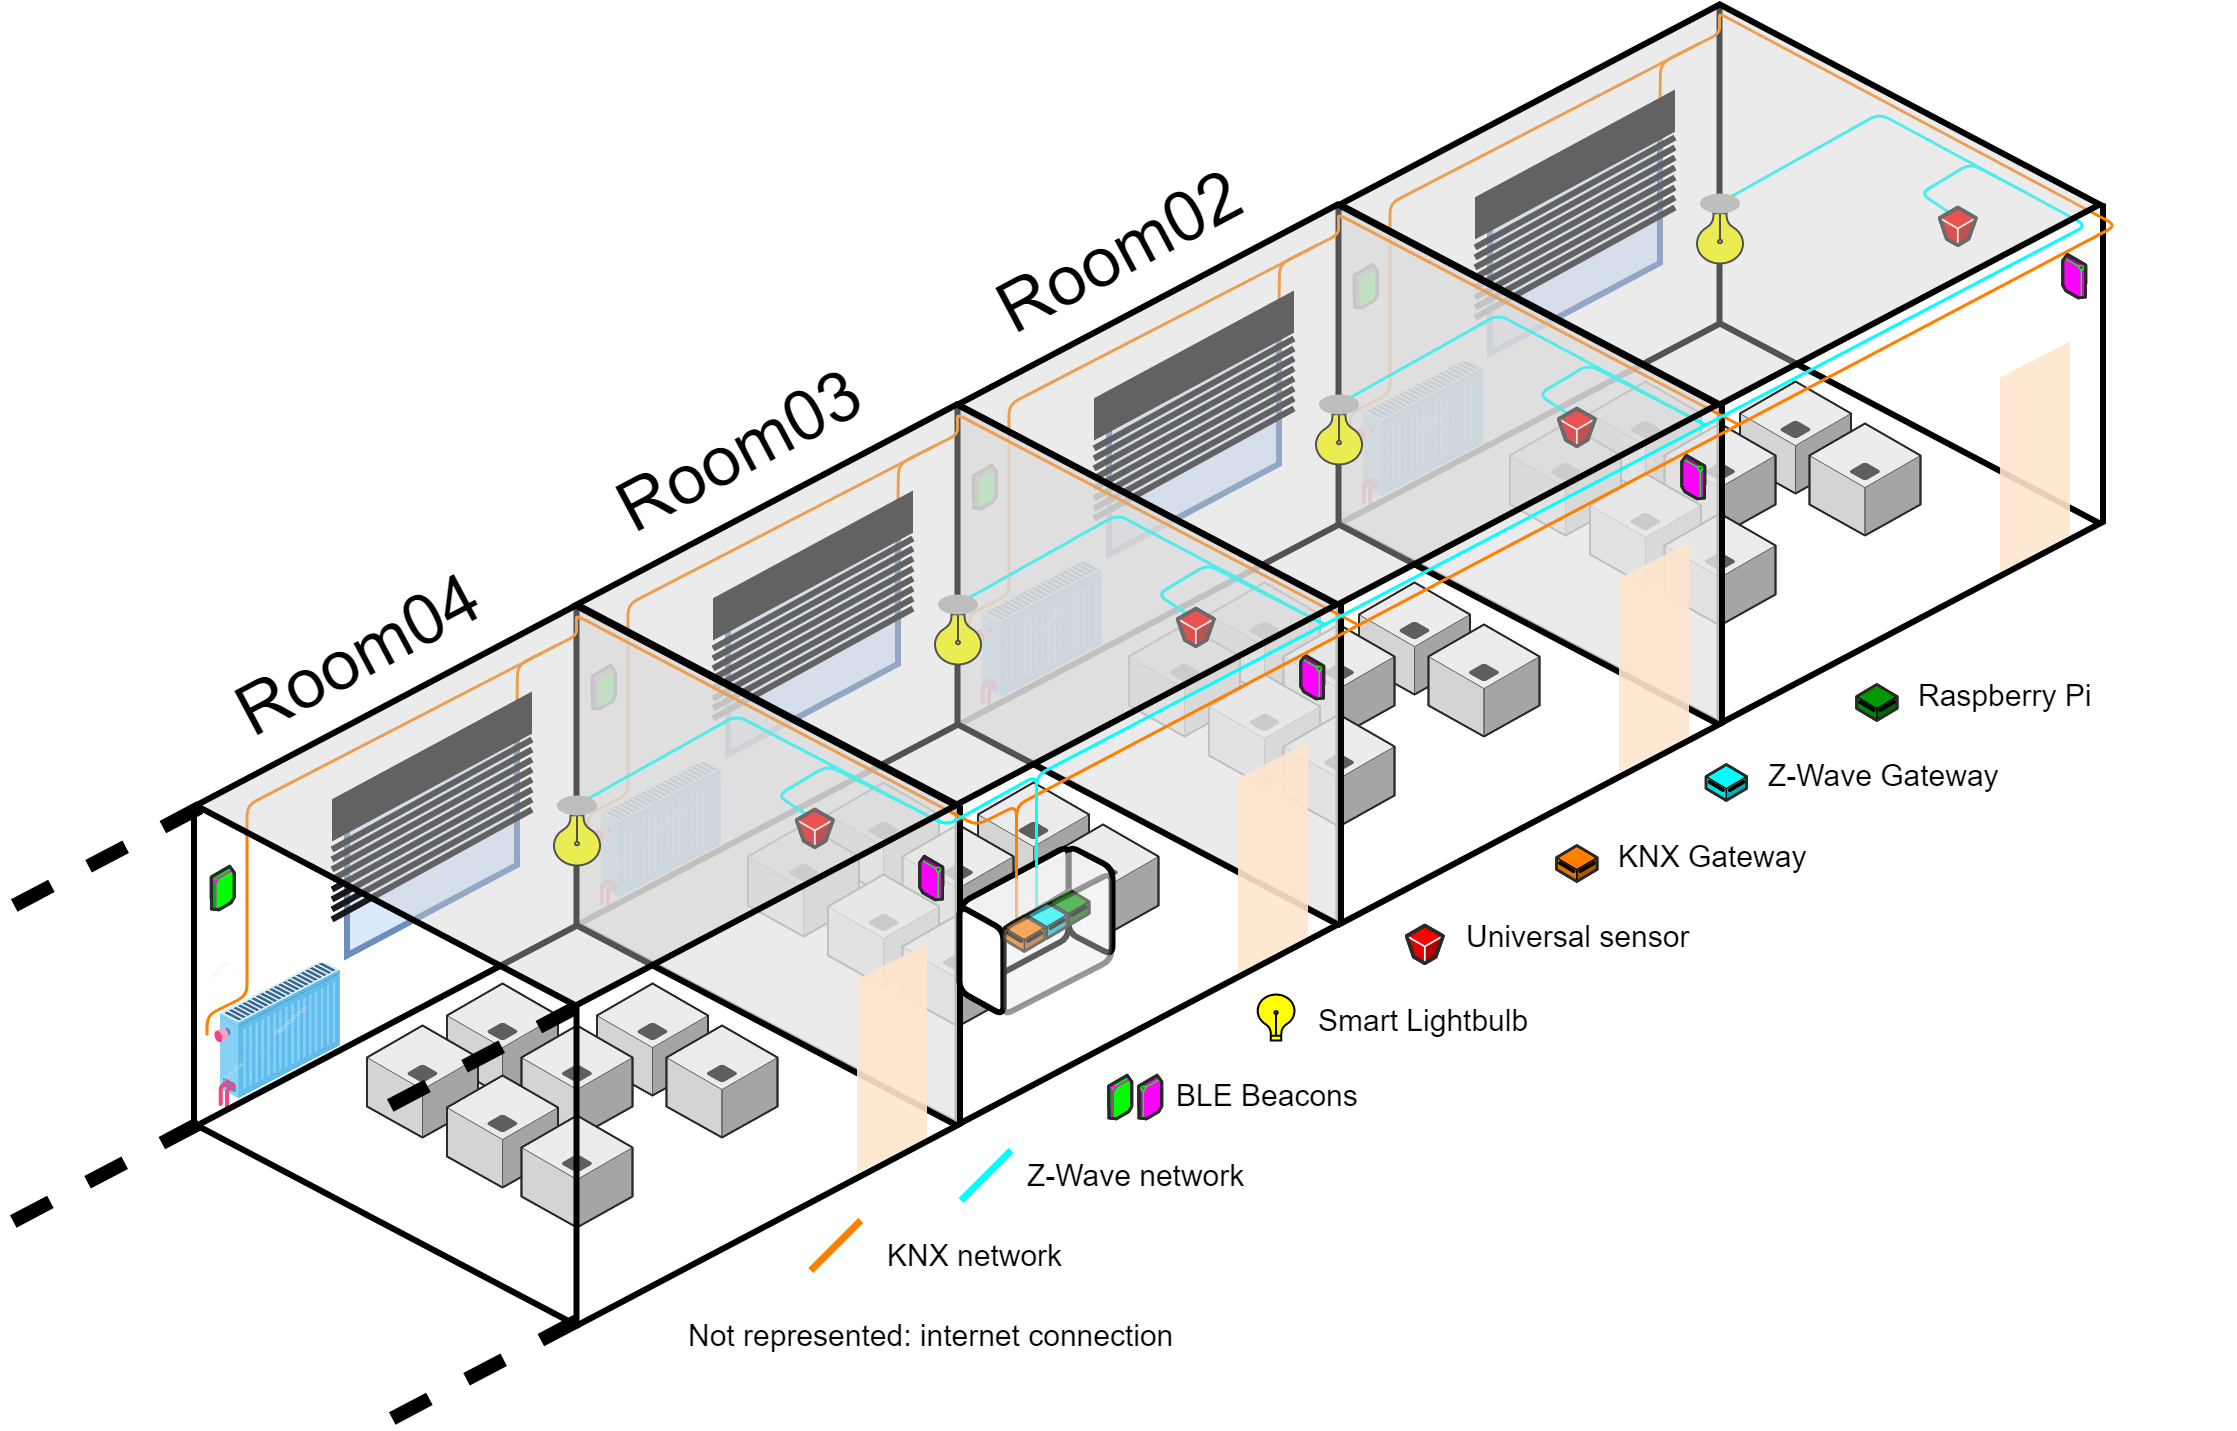 Room02
Room03
Room04
Raspberry Pi
Z-Wave Gateway
KNX Gateway
Universal sensor
Smart Lightbulb
BLE Beacons
Z-Wave network
KNX network
Not represented: internet connection